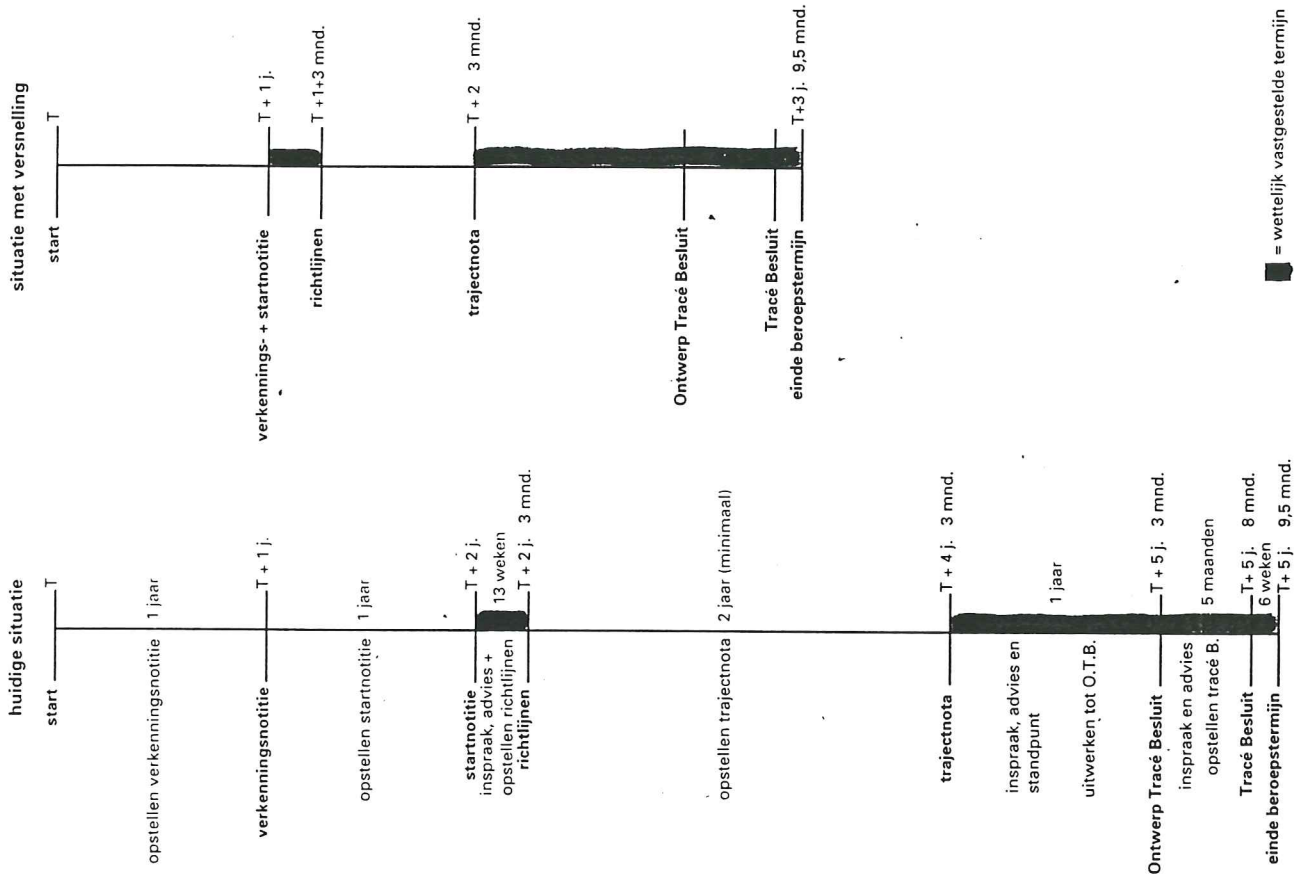 huidige situatie
start T
opstellen verkenningsnotitie 1 jaar
verkenningsnotitie T + 1 j.
opstellen startnotitie 1 jaar
startnotitie T + 2 j.
inspraak, advies + 13 weken
opstellen richtlijnen
richtlijnen T + 2 j. 3 mnd.
opstellen trajectnota 2 jaar (minimaal)
trajectnota T + 4 j. 3 mnd.
inspraak, advies en
standpunt
1 jaar
uitwerken tot O.T.B.
Ontwerp Tracé Besluit T + 5 j. 3 mnd.
inspraak en advies
5 maanden
opstellen tracé B.
Tracé Besluit T + 5 j. 8 mnd.
6 weken
einde beroepstermijn T+ 5 j. 9,5 mnd.
situatie met versnelling
start T
verkennings- + startnotitie T + 1 j.
richtlijnen T +1+3 mnd.
trajectnota T + 2 3 mnd.
Ontwerp Tracé Besluit
Tracé Besluit
einde beroepstermijn T+3 j. 9,5 mnd.
= wettelijk vastgestelde termijn